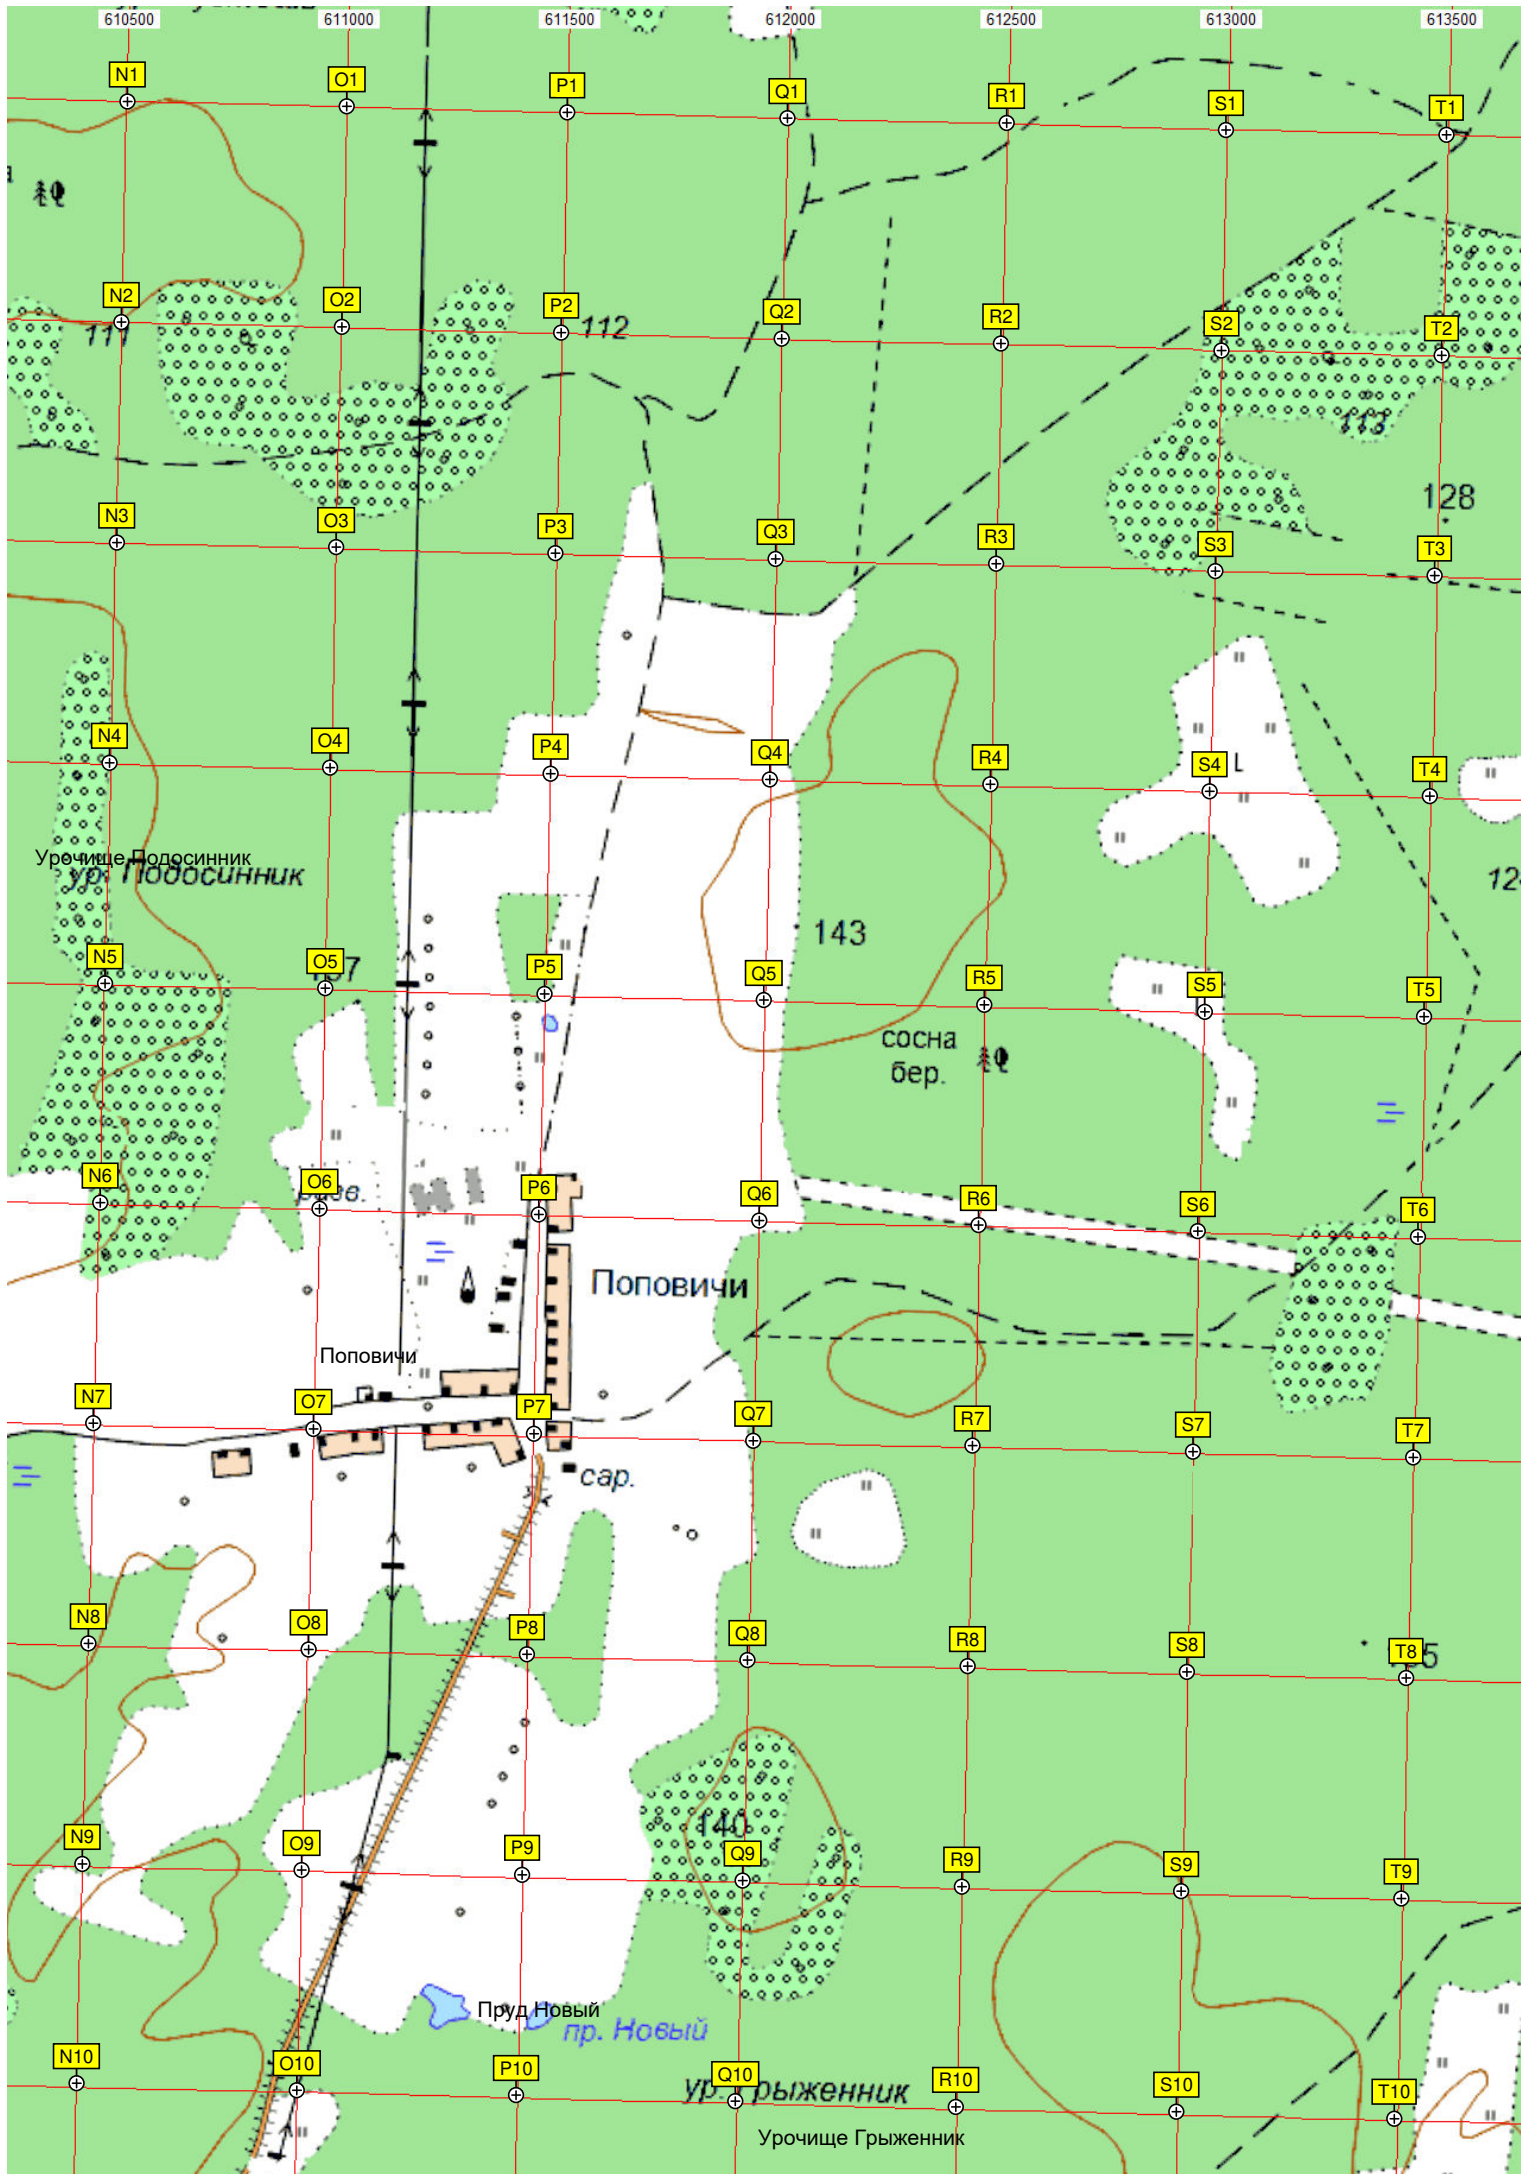 610500 611000 611500 612000 612500 613000 613500
N1 O1 P1 Q1 R1 S1 T1
N2 O2 P2 Q2 R2 S2 T2
111 112
113
128
N3 O3 P3 Q3 R3 S3 T3
N4 O4 P4 Q4 R4 S4 T4
L
Урочище Подосинник
ур. Подосинник
143
N5 O5 P5 Q5 R5 S5 T5
сосна
бер.
N6 O6 P6 Q6 R6 S6 T6
Поповичи
Поповичи
N7 O7 P7 Q7 R7 S7 T7
сар.
N8 O8 P8 Q8 R8 S8 T8
140
N9 O9 P9 Q9 R9 S9 T9
Пруд Новый
пр. Новый
N10 O10 P10 Q10 R10 S10 T10
ур. Грыженник
Урочище Грыженник